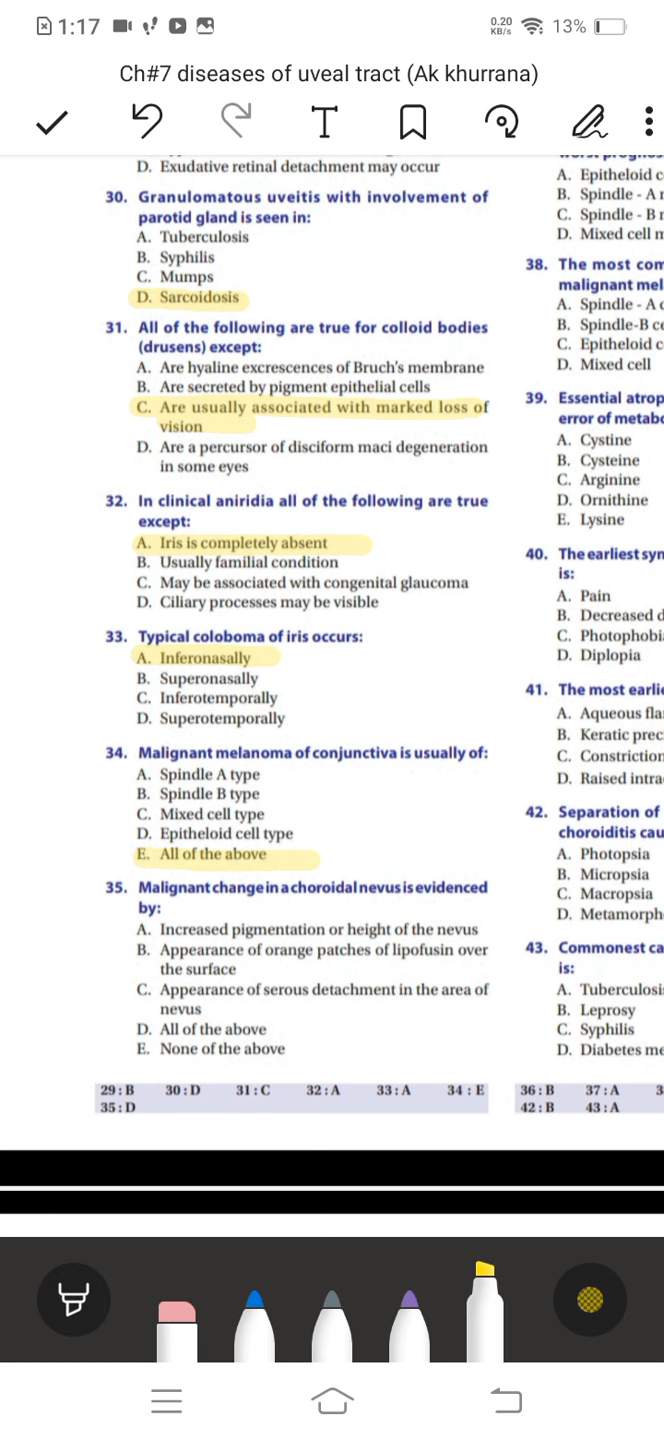 1:17
0.20
KB/s
13%
Ch#7 diseases of uveal tract (Ak khurrana)
T
D. Exudative retinal detachment may occur
30. Granulomatous uveitis with involvement of
parotid gland is seen in:
A. Tuberculosis
B. Syphilis
C. Mumps
D. Sarcoidosis
31. All of the following are true for colloid bodies
(drusens) except:
A. Are hyaline excrescences of Bruch's membrane
B. Are secreted by pigment epithelial cells
C. Are usually associated with marked loss of
vision
D. Are a percursor of disciform maci degeneration
in some eyes
32. In clinical aniridia all of the following are true
except:
A. Iris is completely absent
B. Usually familial condition
C. May be associated with congenital glaucoma
D. Ciliary processes may be visible
33. Typical coloboma of iris occurs:
A. Inferonasally
B. Superonasally
C. Inferotemporally
D. Superotemporally
34. Malignant melanoma of conjunctiva is usually of:
A. Spindle A type
B. Spindle B type
C. Mixed cell type
D. Epitheloid cell type
E. All of the above
35. Malignant change in a choroidal nevus is evidenced
by:
A. Increased pigmentation or height of the nevus
B. Appearance of orange patches of lipofusin over
the surface
C. Appearance of serous detachment in the area of
nevus
D. All of the above
E. None of the above
29 : B 30 : D 31 : C 32 : A 33 : A 34 : E
35 : D
A. Epitheloid c
B. Spindle - A
C. Spindle - B
D. Mixed cell
38. The most com
malignant mel
A. Spindle - A
B. Spindle-B ce
C. Epitheloid c
D. Mixed cell
39. Essential atrop
error of metabo
A. Cystine
B. Cysteine
C. Arginine
D. Ornithine
E. Lysine
40. The earliest syn
is:
A. Pain
B. Decreased d
C. Photophobi
D. Diplopia
41. The most earlie
A. Aqueous fla
B. Keratic prec
C. Constriction
D. Raised intra
42. Separation of
choroiditis cau
A. Photopsia
B. Micropsia
C. Macropsia
D. Metamorph
43. Commonest ca
is:
A. Tuberculosi
B. Leprosy
C. Syphilis
D. Diabetes me
36 : B 37 : A 3
42 : B 43 : A